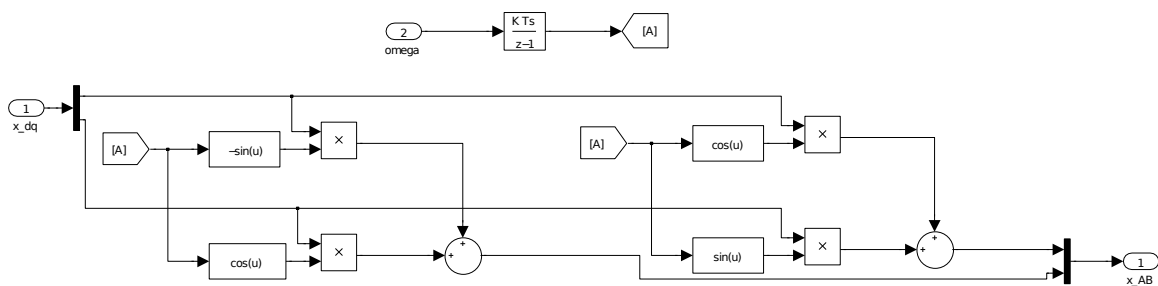 2
omega
K Ts
z−1
[A]
1
x_dq
[A]
−sin(u)
×
[A]
cos(u)
×
cos(u)
×
+
+
sin(u)
×
+
+
1
x_AB